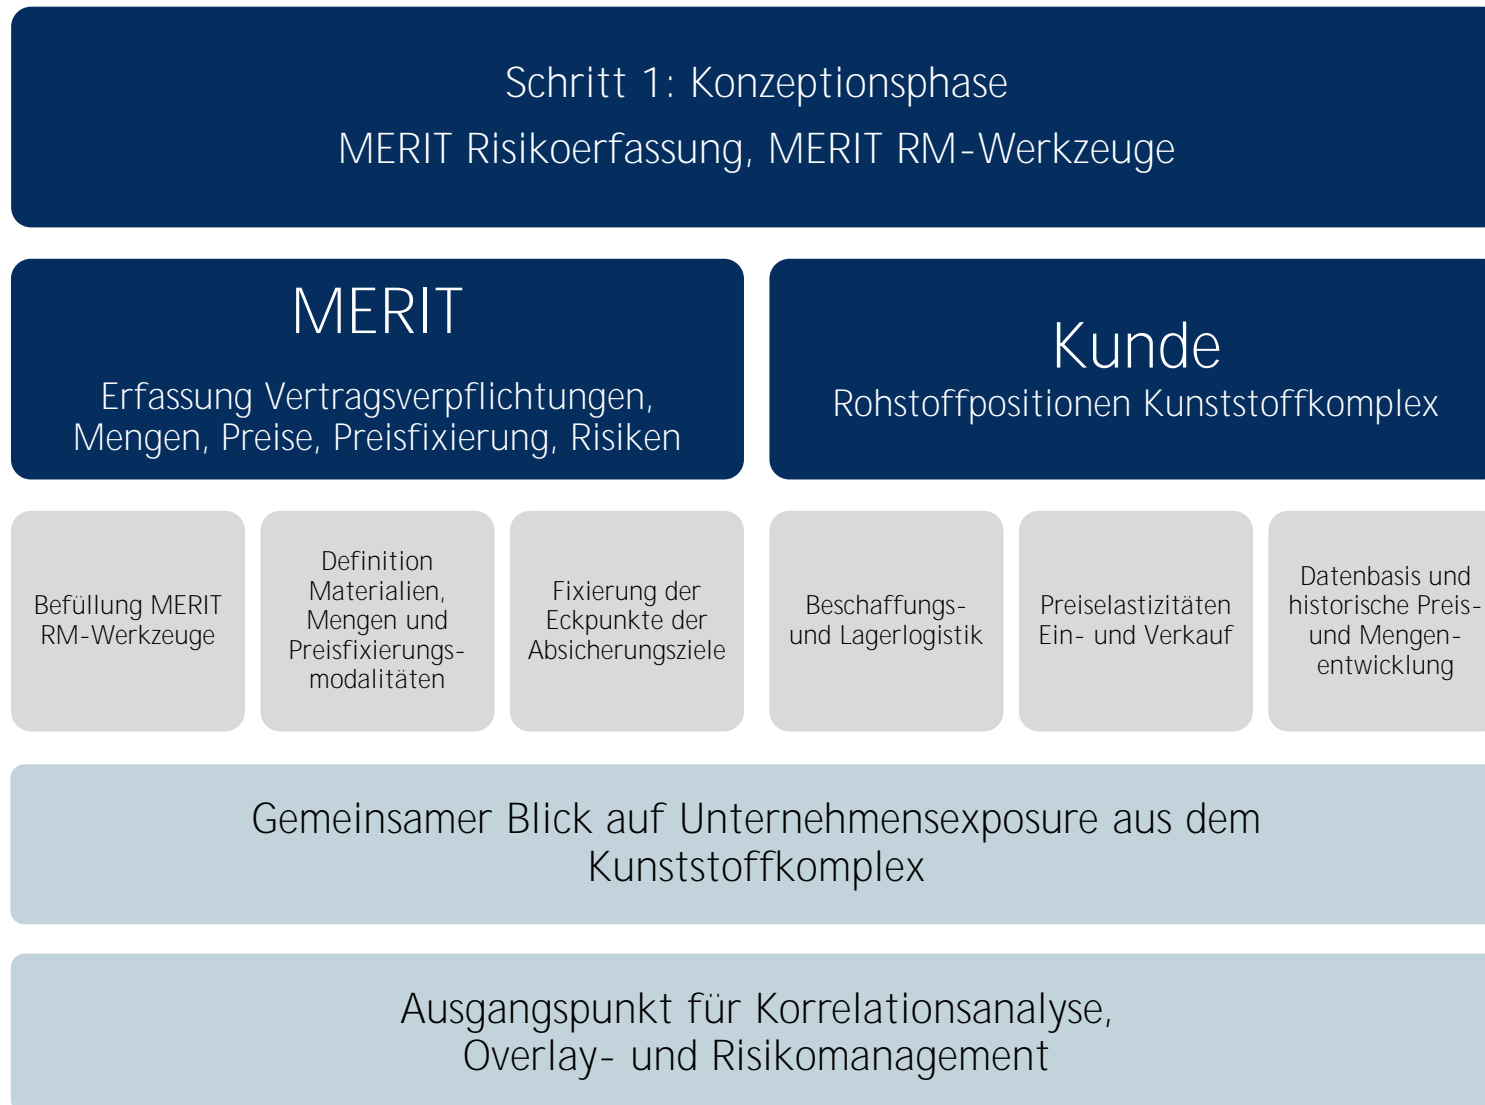 Schritt 1: Konzeptionsphase
MERIT Risikoerfassung, MERIT RM-Werkzeuge
MERIT
Erfassung Vertragsverpflichtungen,
Mengen, Preise, Preisfixierung, Risiken
Kunde
Rohstoffpositionen Kunststoffkomplex
Befüllung MERIT
RM-Werkzeuge
Definition
Materialien,
Mengen und
Preisfixierungs-
modalitäten
Fixierung der
Eckpunkte der
Absicherungsziele
Beschaffungs-
und Lagerlogistik
Preiselastizitäten
Ein- und Verkauf
Datenbasis und
historische Preis-
und Mengen-
entwicklung
Gemeinsamer Blick auf Unternehmensexposure aus dem
Kunststoffkomplex
Ausgangspunkt für Korrelationsanalyse,
Overlay- und Risikomanagement